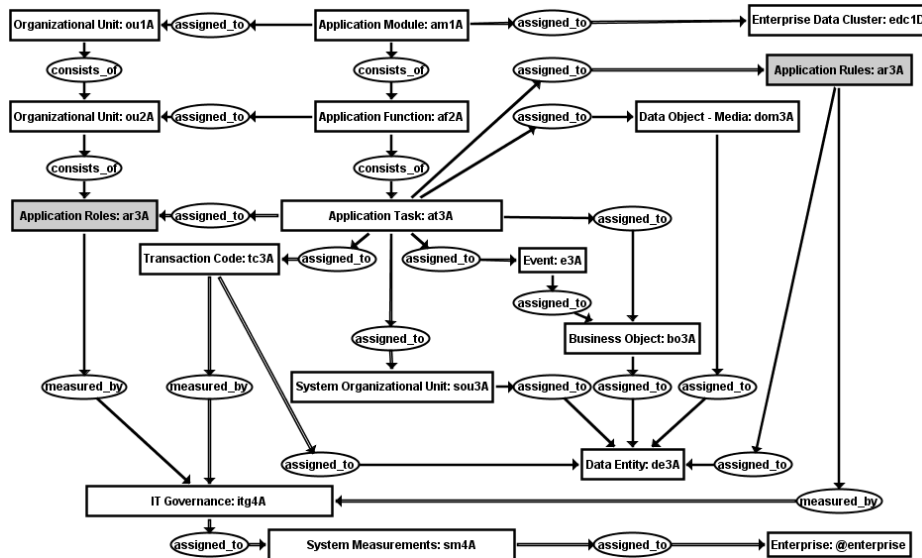 Organizational Unit: ou1A
assigned_to
Application Module: am1A
assigned_to
Enterprise Data Cluster: edc1D
consists_of
consists_of
assigned_to
Application Rules: ar3A
Organizational Unit: ou2A
assigned_to
Application Function: af2A
assigned_to
Data Object - Media: dom3A
consists_of
consists_of
Application Roles: ar3A
assigned_to
Application Task: at3A
assigned_to
Transaction Code: tc3A
assigned_to
assigned_to
Event: e3A
assigned_to
assigned_to
Business Object: bo3A
measured_by
measured_by
System Organizational Unit: sou3A
assigned_to
assigned_to
assigned_to
assigned_to
Data Entity: de3A
assigned_to
IT Governance: itg4A
measured_by
assigned_to
System Measurements: sm4A
assigned_to
Enterprise: @enterprise